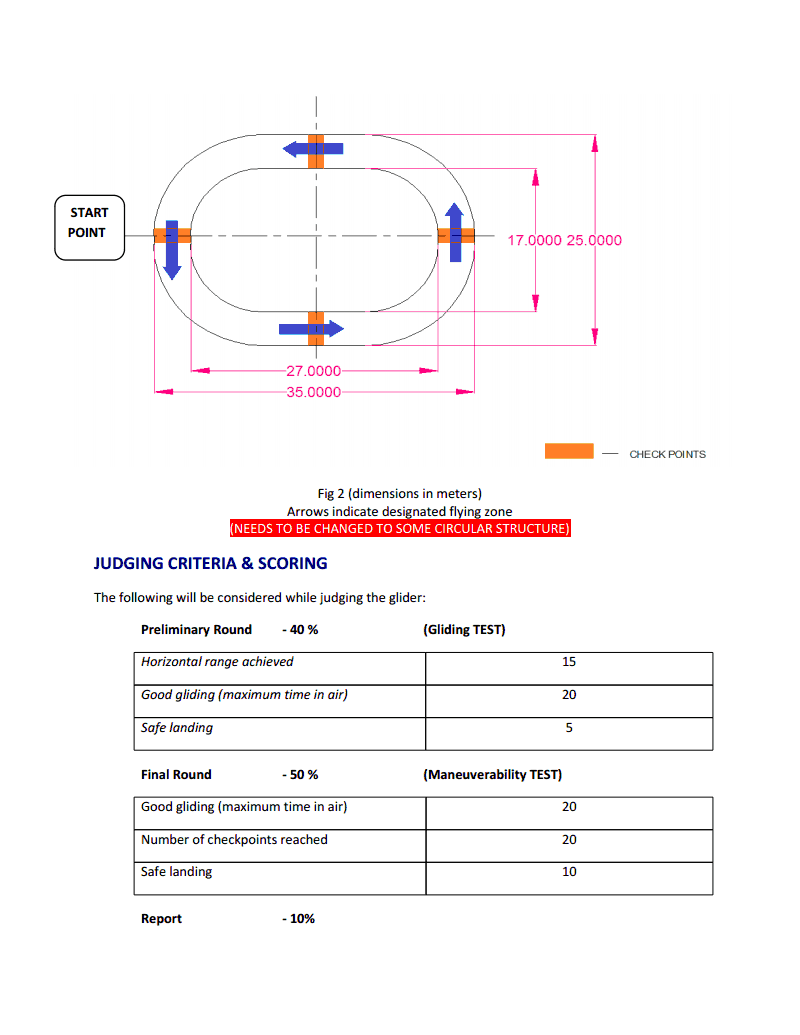 START
POINT
17.0000 25.0000
27.0000
35.0000
CHECK POINTS
Fig 2 (dimensions in meters)
Arrows indicate designated flying zone
(NEEDS TO BE CHANGED TO SOME CIRCULAR STRUCTURE)
JUDGING CRITERIA & SCORING
The following will be considered while judging the glider:
Preliminary Round - 40 % (Gliding TEST)
Horizontal range achieved 15
Good gliding (maximum time in air) 20
Safe landing 5
Final Round - 50 % (Maneuverability TEST)
Good gliding (maximum time in air) 20
Number of checkpoints reached 20
Safe landing 10
Report - 10%